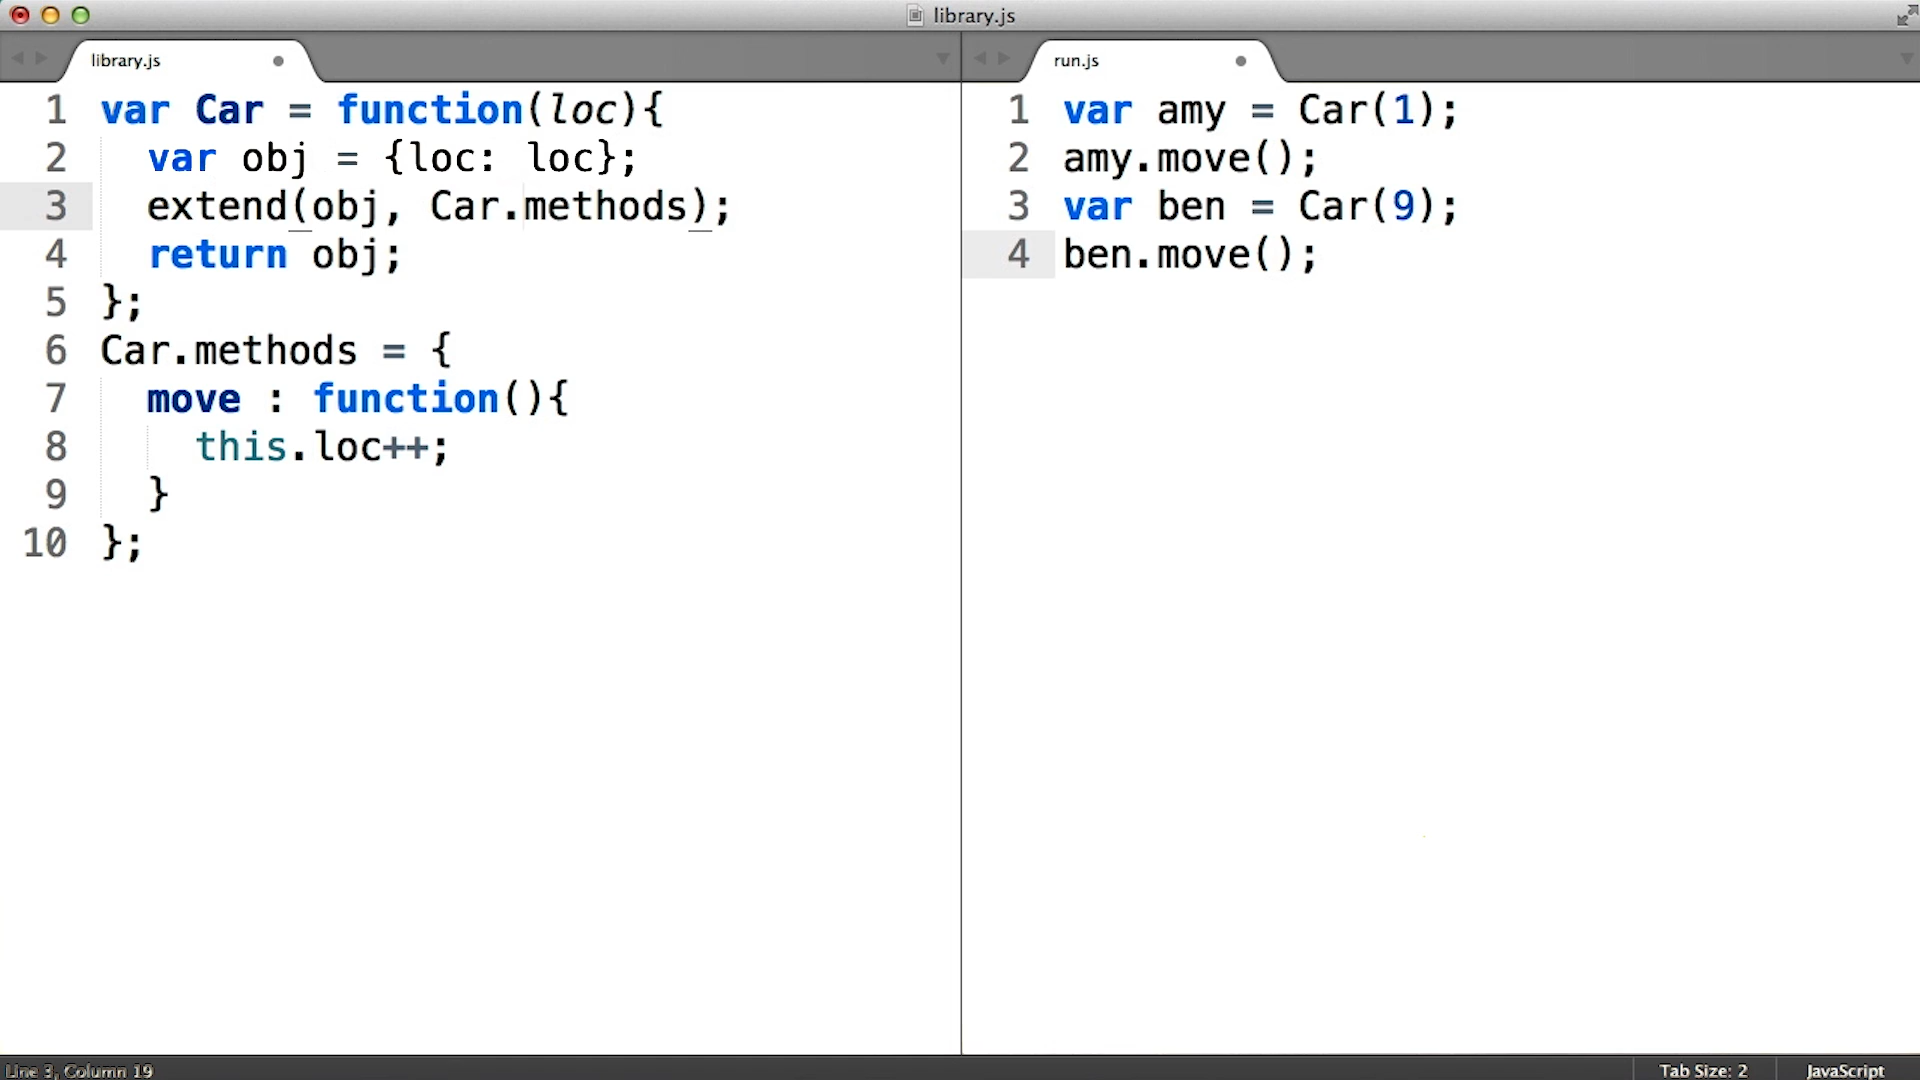 library.js
library.js
1 var Car = function(loc){
2   var obj = {loc: loc};
3   extend(obj, Car.methods);
4   return obj;
5 };
6 Car.methods = {
7   move : function(){
8     this.loc++;
9   }
10 };
run.js
1 var amy = Car(1);
2 amy.move();
3 var ben = Car(9);
4 ben.move();
Line 3, Column 19
Tab Size: 2
JavaScript